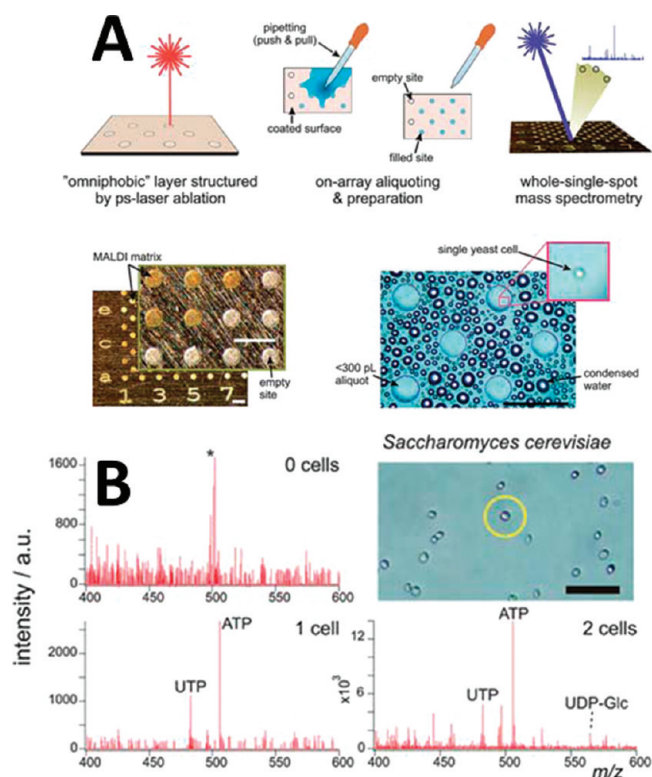 A
pipetting
(push & pull)
empty site
coated surface
filled site
"omniphobic" layer structured
by ps-laser ablation
on-array aliquoting
& preparation
whole-single-spot
mass spectrometry
MALDI matrix
e
c
a
1 3 5 7
empty
site
single yeast cell
<300 pL
aliquot
condensed
water
B
Saccharomyces cerevisiae
intensity / a.u.
0 cells
*
1600
800
0
400 450 500 550 600
1 cell
ATP
UTP
2000
1000
0
400 450 500 550 600
2 cells
ATP
UTP
UDP-Glc
x10³
12
6
0
400 450 500 550 600
m/z